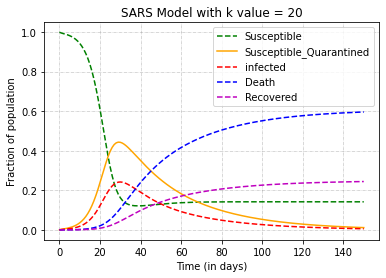 SARS Model with k value = 20
1.0
0.8
0.6
0.4
0.2
0.0
Fraction of population
Susceptible
Susceptible_Quarantined
infected
Death
Recovered
0 20 40 60 80 100 120 140
Time (in days)